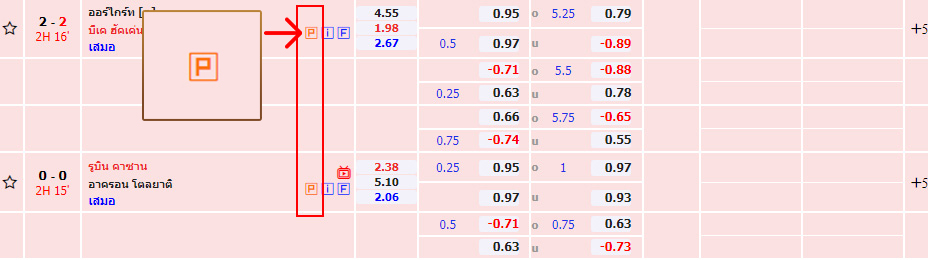 ออร์ไกร้ท
4.55
0.95 o 5.25 0.79
2 - 2
บีเค ฮัคเค่น
P i F
1.98
2H 16'
เสมอ
2.67
0.5 0.97 u -0.89
+5
P
-0.71 o 5.5 -0.88
0.25 0.63 u 0.78
0.66 o 5.75 -0.65
0.75 -0.74 u 0.55
รูบิน คาซาน
2.38
0.25 0.95 o 1 0.97
0 - 0
อาครอน โตลยาติ
P i F
5.10
2H 15'
เสมอ
2.06
0.97 u 0.93
+5
0.5 -0.71 o 0.75 0.63
0.63 u -0.73